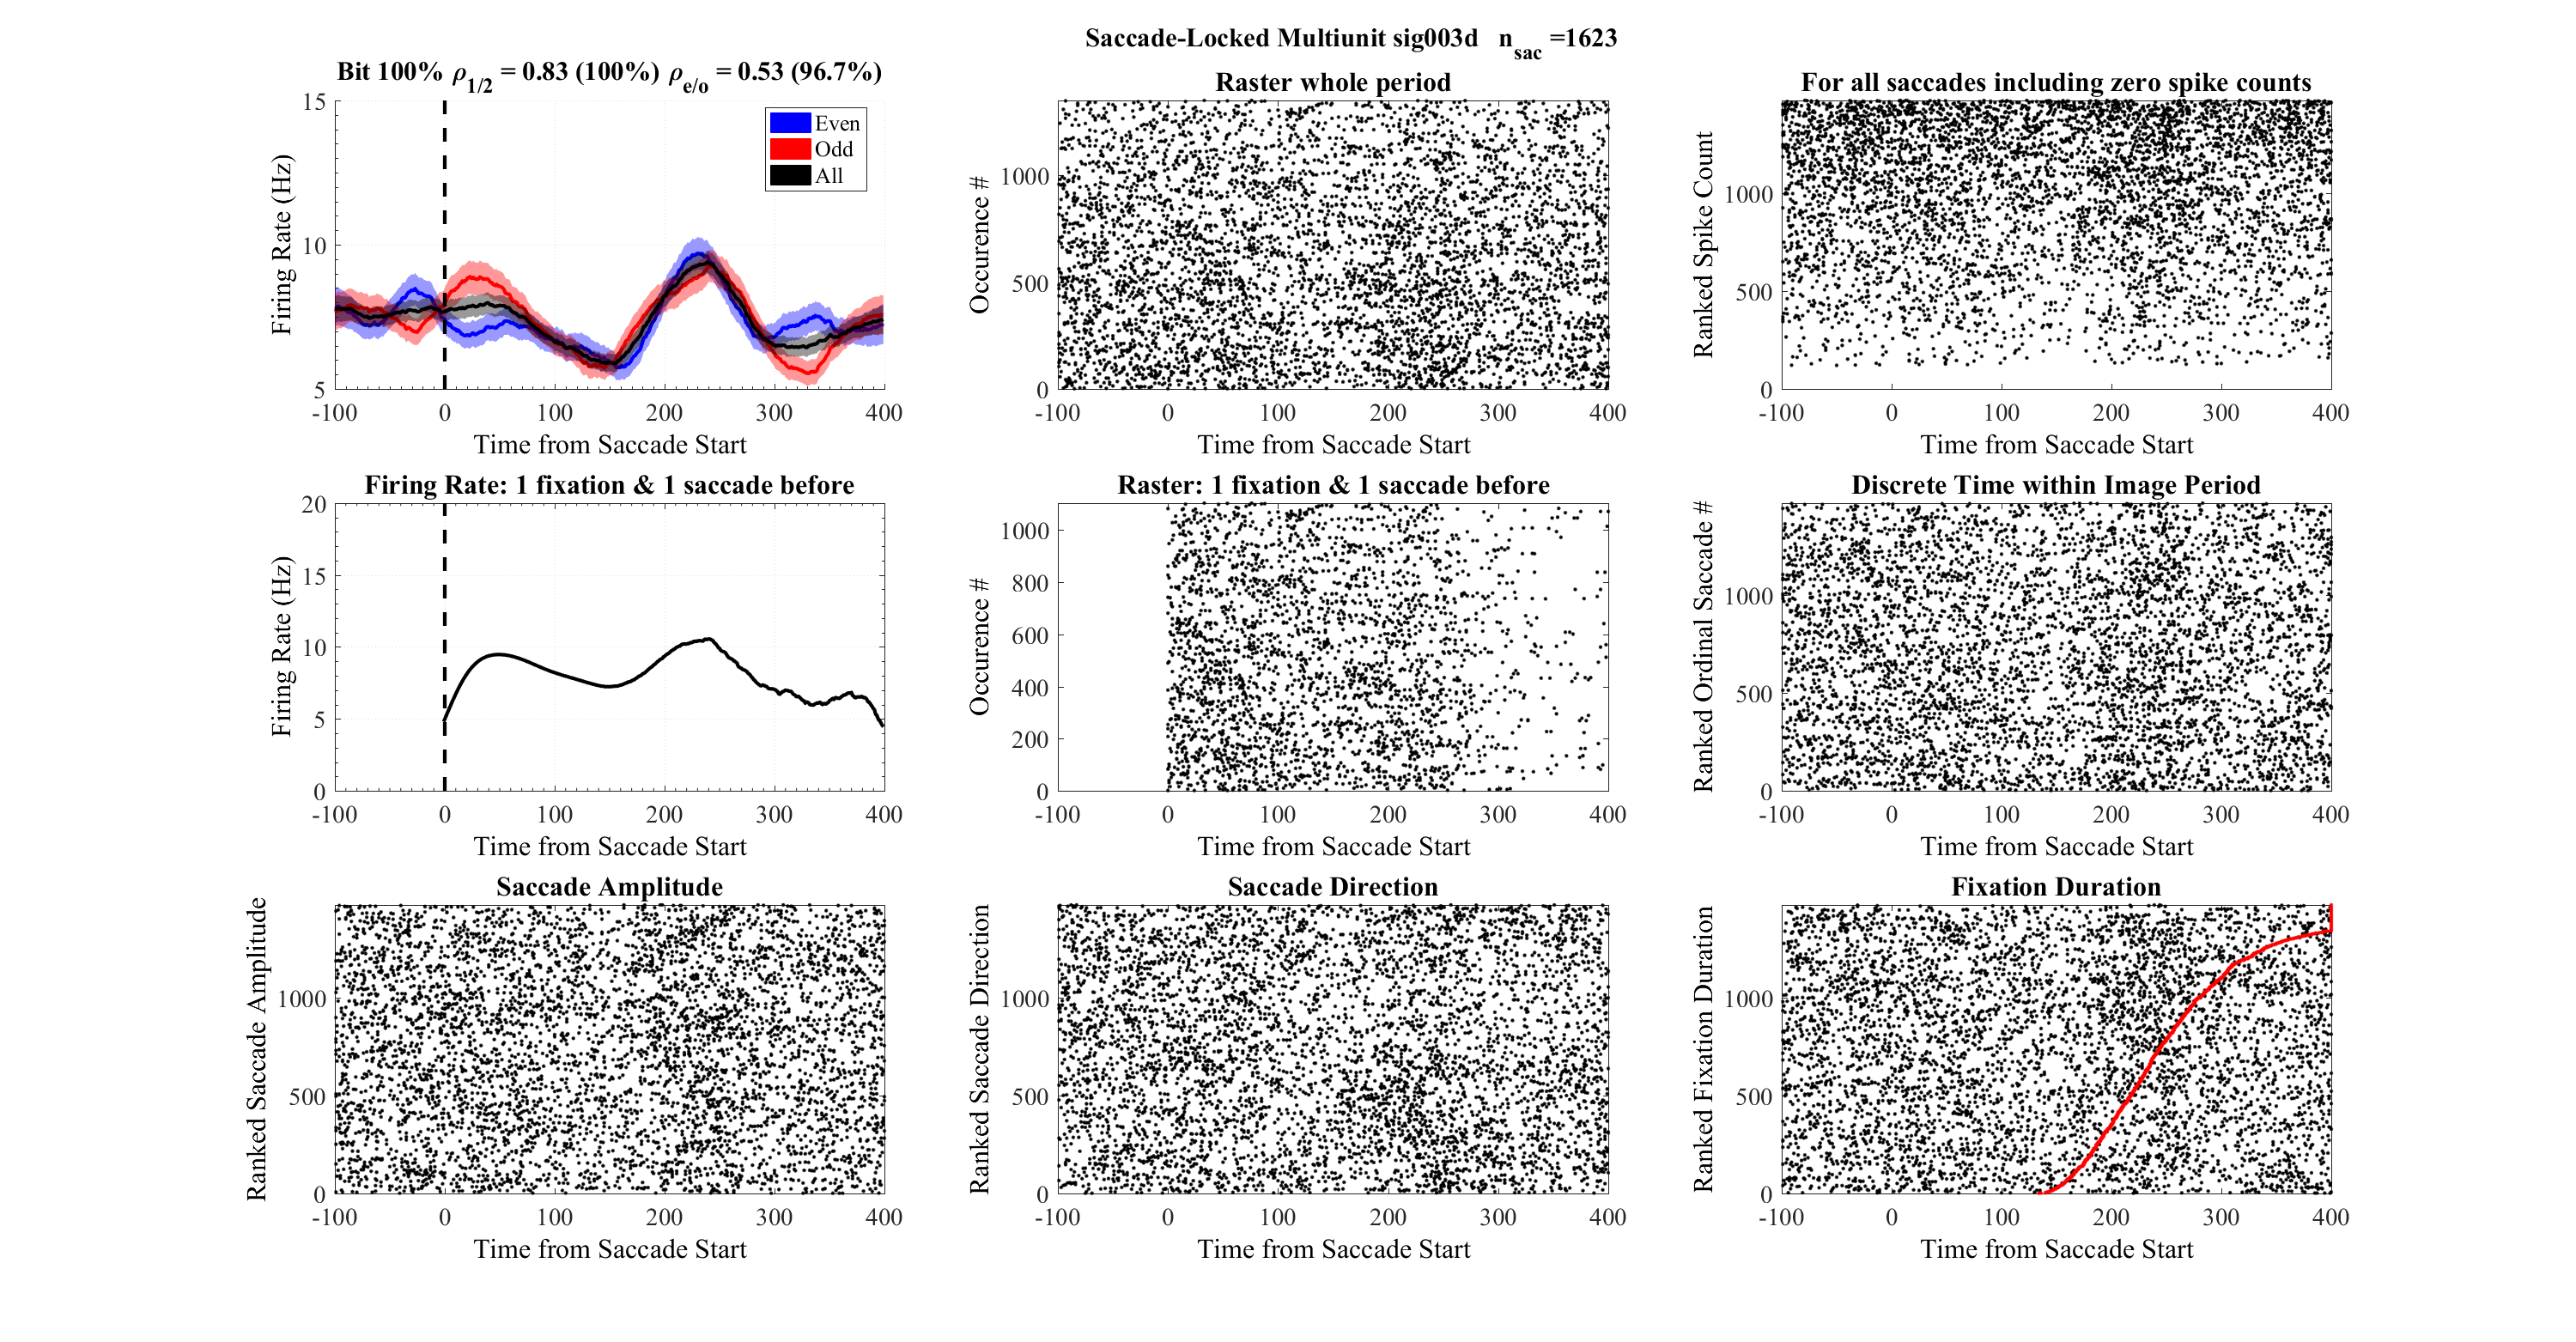 Saccade-Locked Multiunit sig003d n_sac =1623
Bit 100% ρ_1/2 = 0.83 (100%) ρ_e/o = 0.53 (96.7%)
15
10
5
Firing Rate (Hz)
Even
Odd
All
-100 0 100 200 300 400
Time from Saccade Start
Raster whole period
1000
500
0
Occurence #
-100 0 100 200 300 400
Time from Saccade Start
For all saccades including zero spike counts
1000
500
0
Ranked Spike Count
-100 0 100 200 300 400
Time from Saccade Start
Firing Rate: 1 fixation & 1 saccade before
20
15
10
5
0
Firing Rate (Hz)
-100 0 100 200 300 400
Time from Saccade Start
Raster: 1 fixation & 1 saccade before
1000
800
600
400
200
0
Occurence #
-100 0 100 200 300 400
Time from Saccade Start
Discrete Time within Image Period
1000
500
0
Ranked Ordinal Saccade #
-100 0 100 200 300 400
Time from Saccade Start
Saccade Amplitude
1000
500
0
Ranked Saccade Amplitude
-100 0 100 200 300 400
Time from Saccade Start
Saccade Direction
1000
500
0
Ranked Saccade Direction
-100 0 100 200 300 400
Time from Saccade Start
Fixation Duration
1000
500
0
Ranked Fixation Duration
-100 0 100 200 300 400
Time from Saccade Start